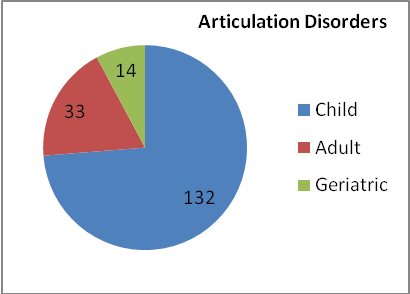 Articulation Disorders
14
33
132
Child
Adult
Geriatric